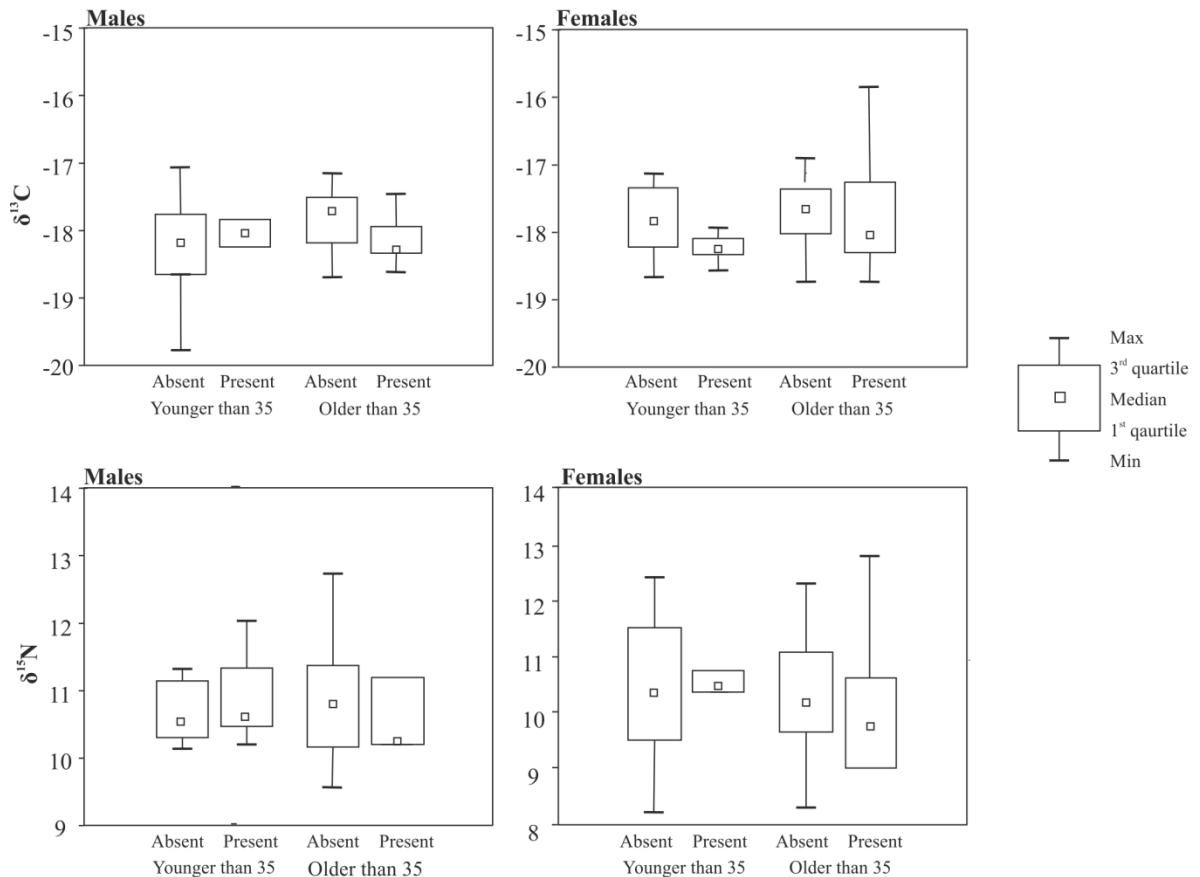 Males
-15
-16
-17
-18
-19
-20
δ13C
Absent Present Absent Present
Younger than 35 Older than 35
Females
-15
-16
-17
-18
-19
-20
Absent Present Absent Present
Younger than 35 Older than 35
Max
3rd quartile
Median
1st qaurtile
Min
Males
14
13
12
11
10
9
δ15N
Absent Present Absent Present
Younger than 35 Older than 35
Females
14
13
12
11
10
9
8
Absent Present Absent Present
Younger than 35 Older than 35